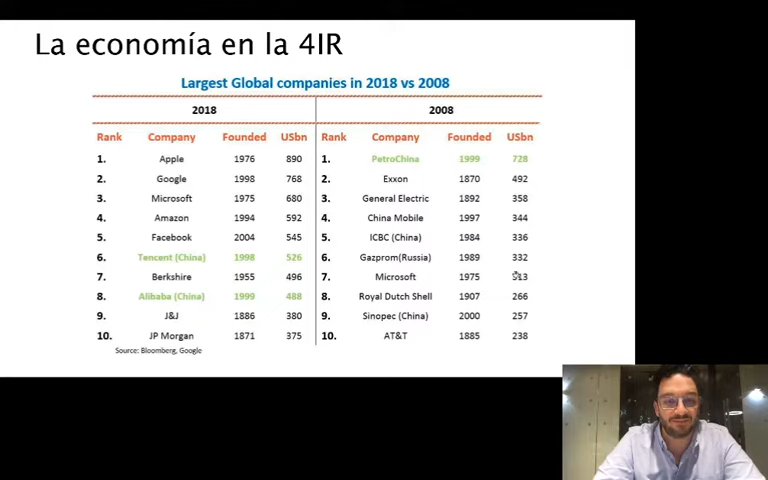 La economía en la 4IR
Largest Global companies in 2018 vs 2008
2018 2008
Rank Company Founded USbn Rank Company Founded USbn
1. Apple 1976 890 1. PetroChina 1999 728
2. Google 1998 768 2. Exxon 1870 492
3. Microsoft 1975 680 3. General Electric 1892 358
4. Amazon 1994 592 4. China Mobile 1997 344
5. Facebook 2004 545 5. ICBC (China) 1984 336
6. Tencent (China) 1998 526 6. Gazprom(Russia) 1989 332
7. Berkshire 1955 496 7. Microsoft 1975
8. Alibaba (China) 1999 488 8. Royal Dutch Shell 1907 266
9. J&J 1886 380 9. Sinopec (China) 2000 257
10. JP Morgan 1871 375 10. AT&T 1885 238
Source: Bloomberg, Google